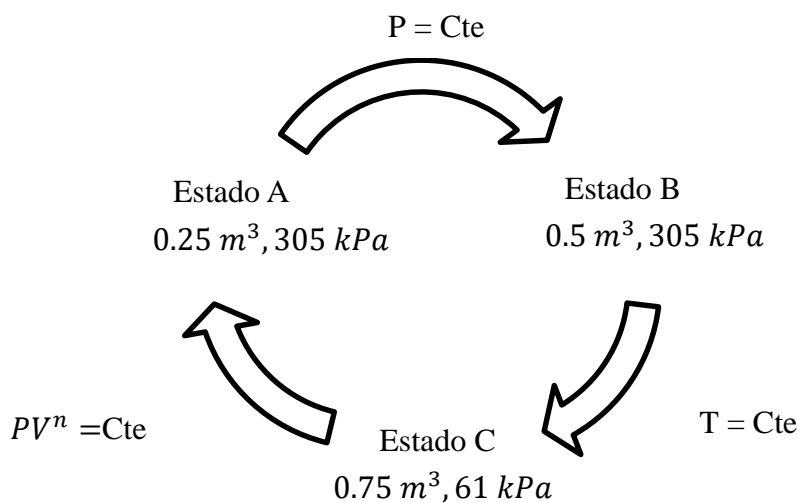 P = Cte
Estado A
0.25 m³, 305 kPa
Estado B
0.5 m³, 305 kPa
PVⁿ =Cte
T = Cte
Estado C
0.75 m³, 61 kPa